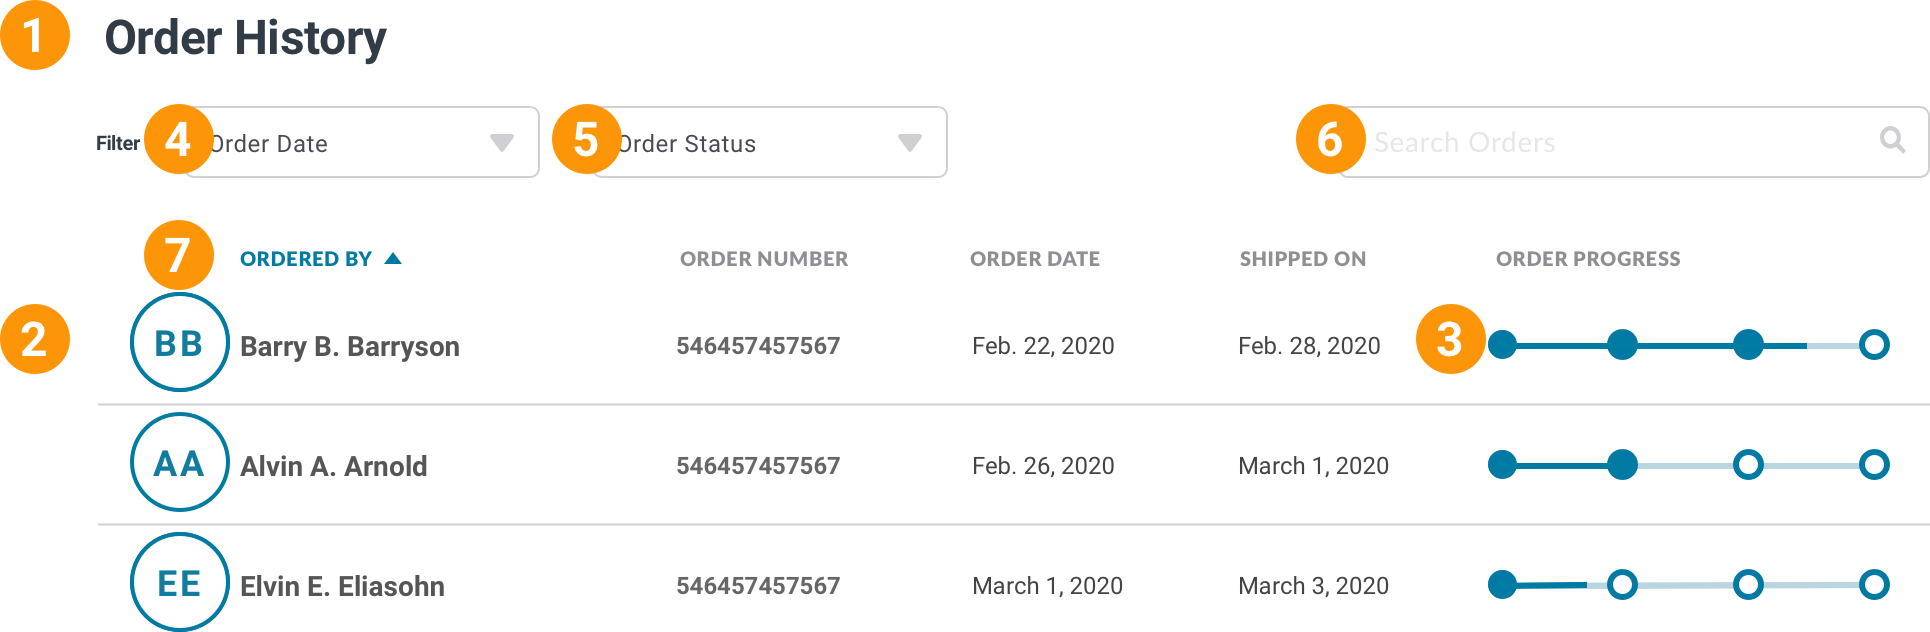 1 Order History
Filter 4 Order Date 5 Order Status 6 Search Orders
7 ORDERED BY ORDER NUMBER ORDER DATE SHIPPED ON ORDER PROGRESS
2 BB Barry B. Barryson 546457457567 Feb. 22, 2020 Feb. 28, 2020 3
AA Alvin A. Arnold 546457457567 Feb. 26, 2020 March 1, 2020
EE Elvin E. Eliasohn 546457457567 March 1, 2020 March 3, 2020